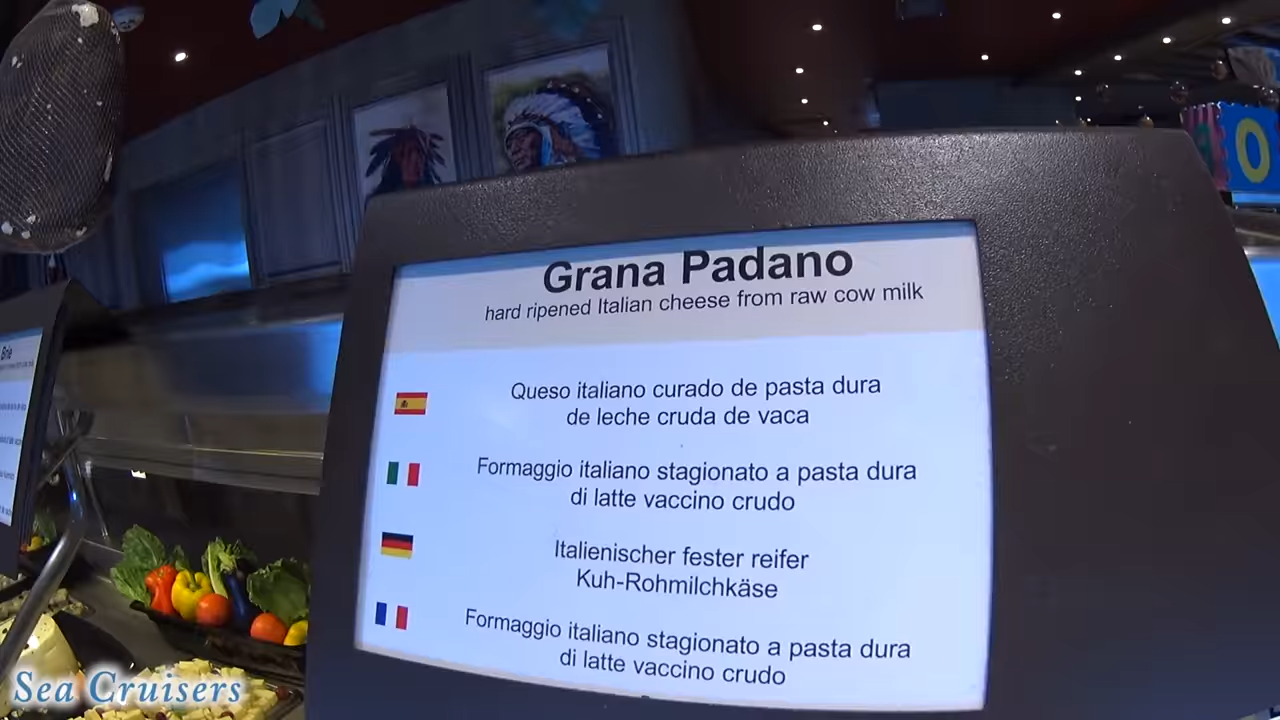 Grana Padano
hard ripened Italian cheese from raw cow milk
Queso italiano curado de pasta dura
de leche cruda de vaca
Formaggio italiano stagionato a pasta dura
di latte vaccino crudo
Italienischer fester reifer
Kuh-Rohmilchkäse
Formaggio italiano stagionato a pasta dura
di latte vaccino crudo
Brie
O
Sea Cruisers